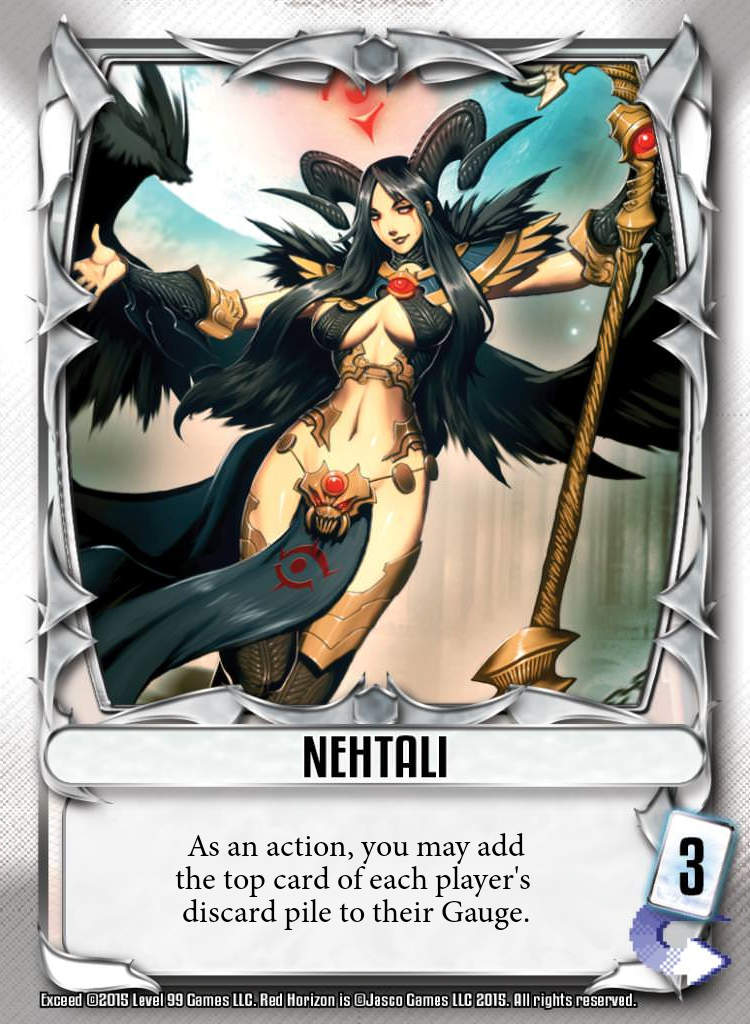 NEHTALI
As an action, you may add
the top card of each player's
discard pile to their Gauge.
3
Exceed ©2015 Level 99 Games LLC. Red Horizon is ©Jasco Games LLC 2015. All rights reserved.